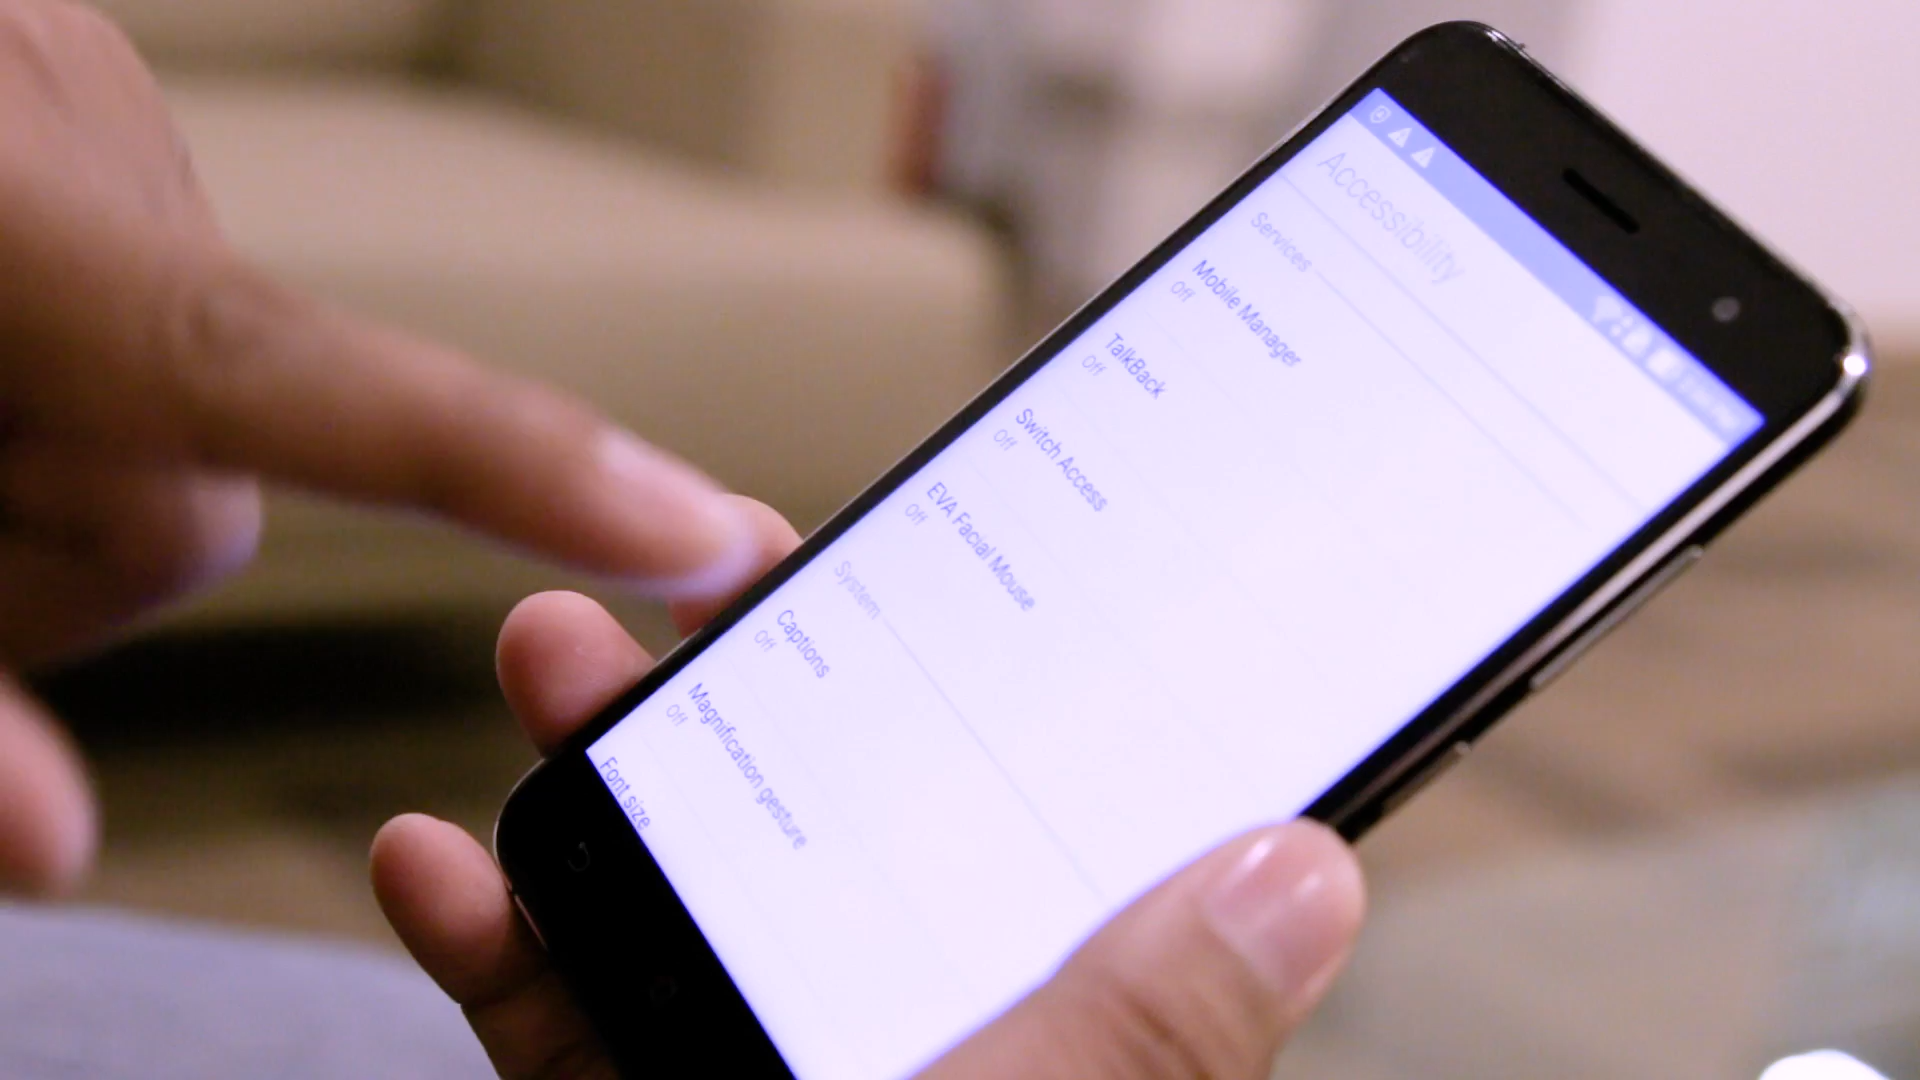 Accessibility
Services
Mobile Manager
Off
TalkBack
Off
Switch Access
Off
EVA Facial Mouse
Off
System
Captions
Off
Magnification gesture
Off
Font size